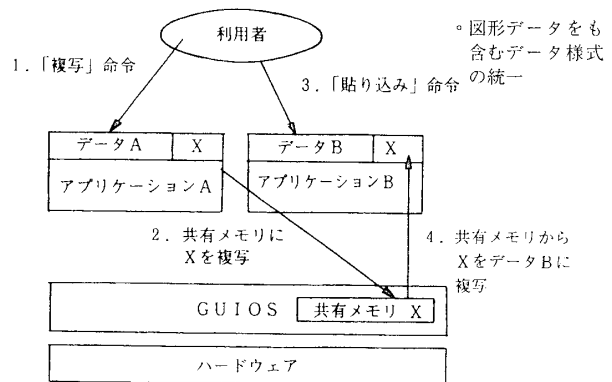 利用者
。図形データをも
含むデータ様式
の統一
1.「複写」命令
3.「貼り込み」命令
データA X
データB X
アプリケーションA
アプリケーションB
2. 共有メモリに
Xを複写
4. 共有メモリから
XをデータBに
複写
GUIOS
共有メモリ X
ハードウェア